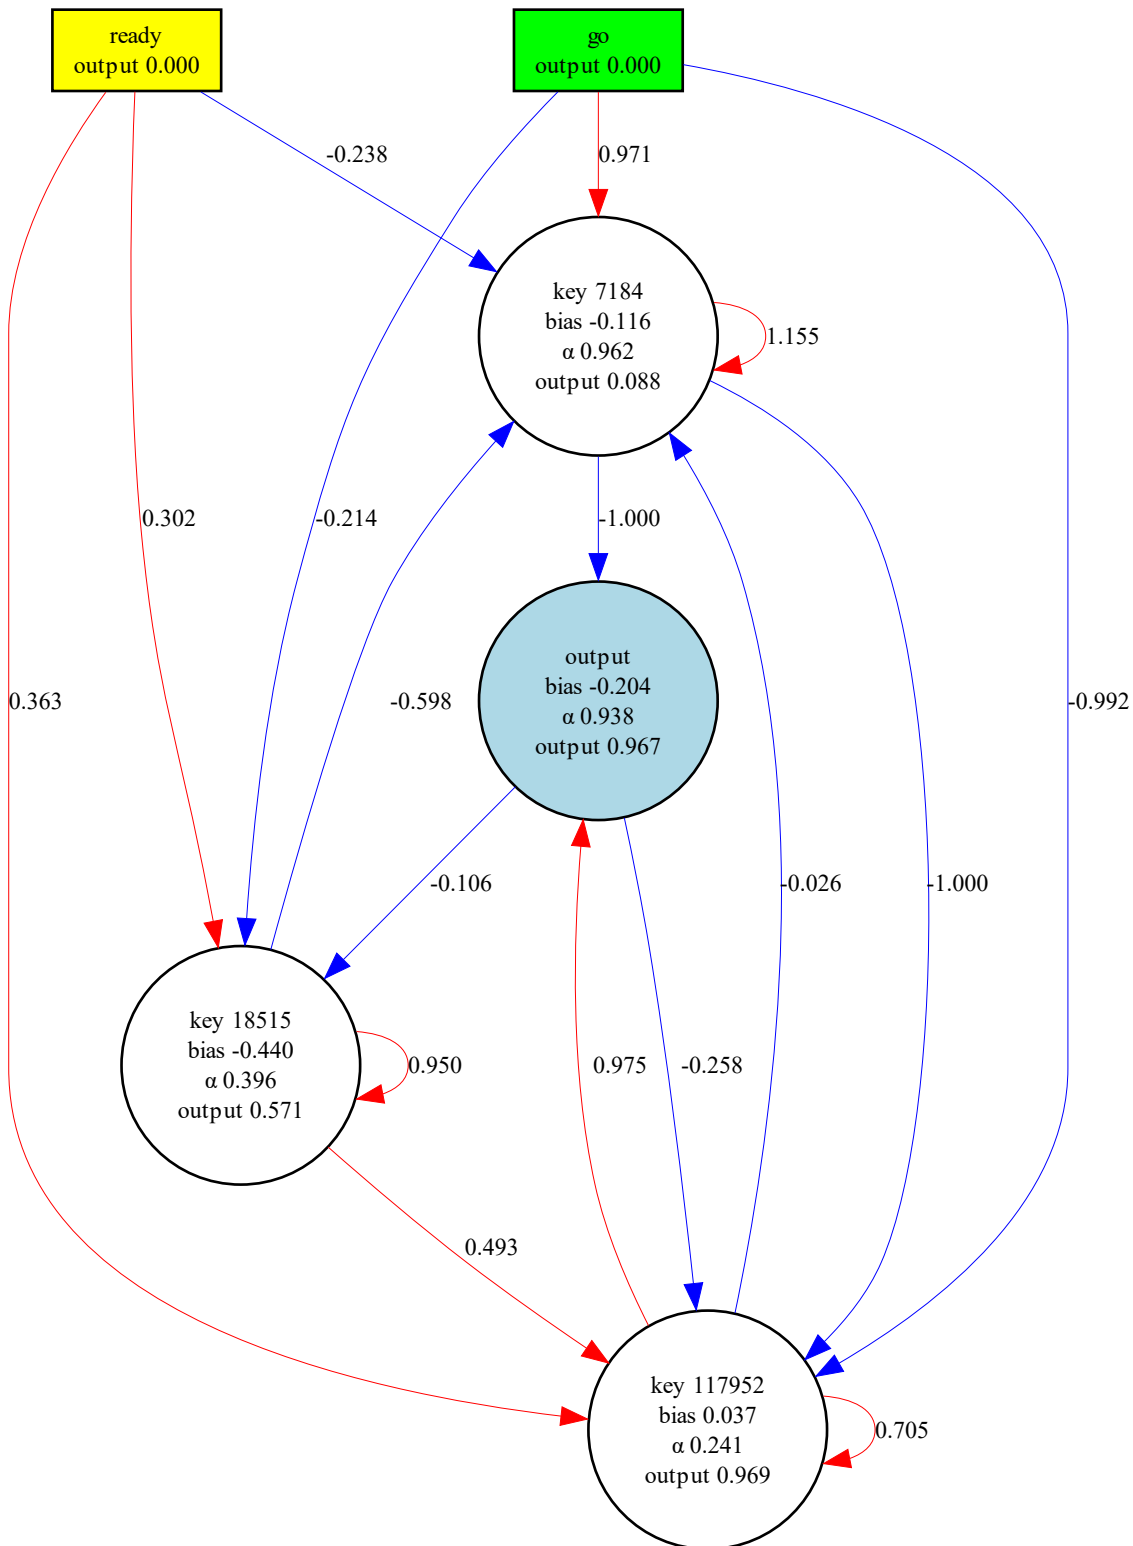 ready
output 0.000
go
output 0.000
-0.238
0.971
key 7184
bias -0.116
α 0.962
output 0.088
1.155
0.302
-0.214
-1.000
output
bias -0.204
α 0.938
output 0.967
0.363
-0.598
-0.992
-0.106
-0.026
-1.000
key 18515
bias -0.440
α 0.396
output 0.571
0.950
0.975
-0.258
0.493
key 117952
bias 0.037
α 0.241
output 0.969
0.705